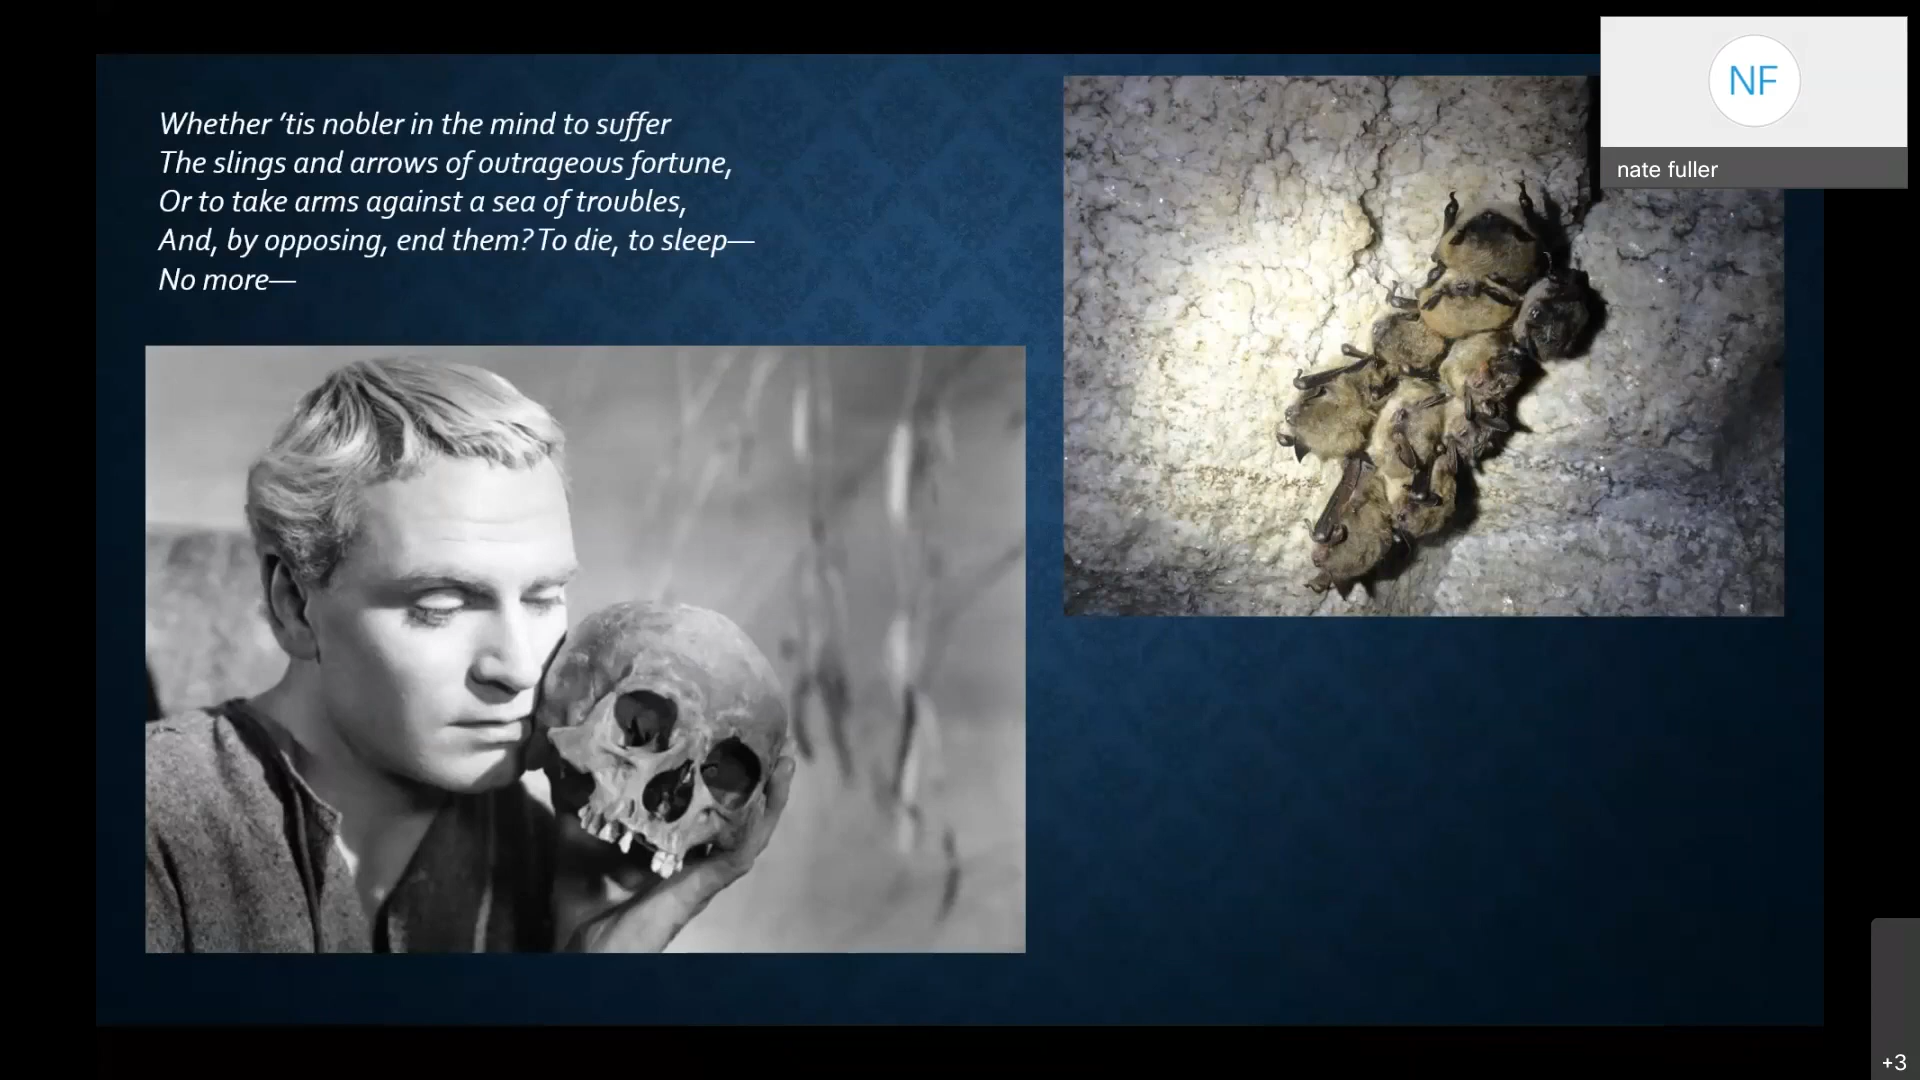 Whether ‘tis nobler in the mind to suffer
The slings and arrows of outrageous fortune,
Or to take arms against a sea of troubles,
And, by opposing, end them? To die, to sleep—
No more—
NF
nate fuller
+3